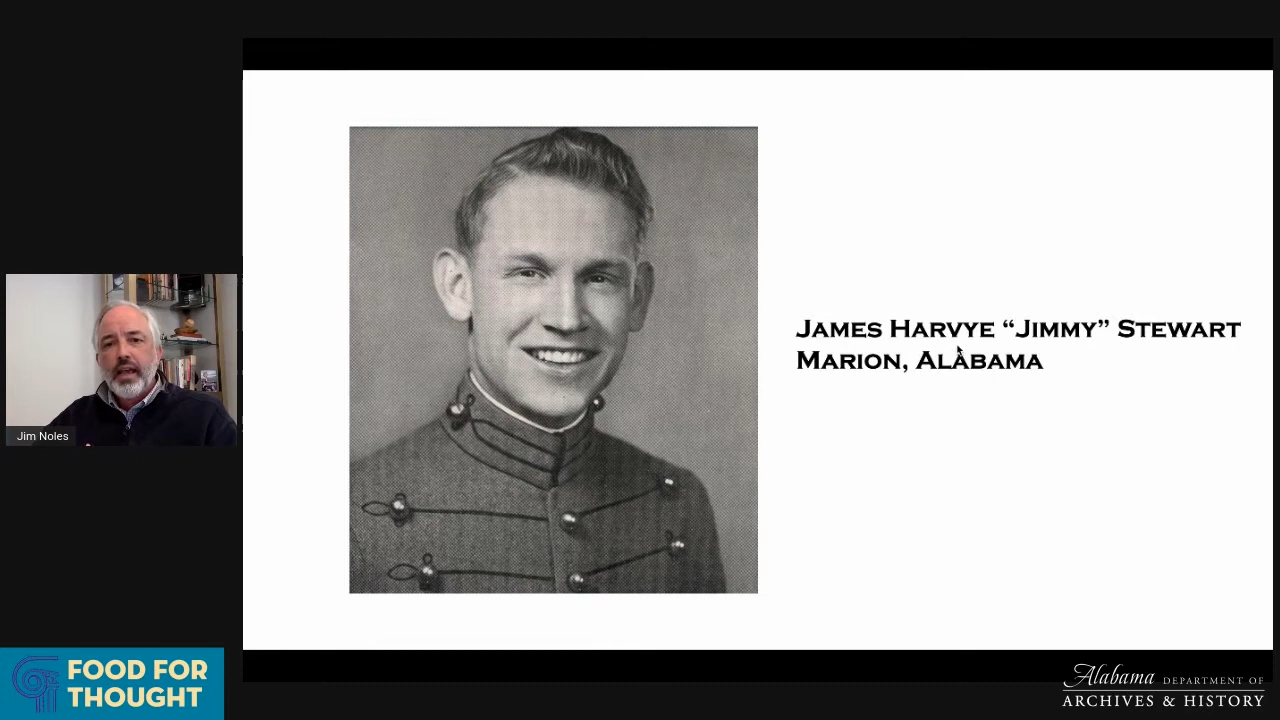 JAMES HARVYE “JIMMY” STEWART
MARION, ALABAMA
Jim Noles
FOOD FOR
THOUGHT
Alabama DEPARTMENT OF
ARCHIVES & HISTORY